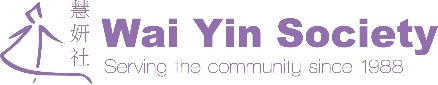 慧妍社
Wai Yin Society
Serving the community since 1988